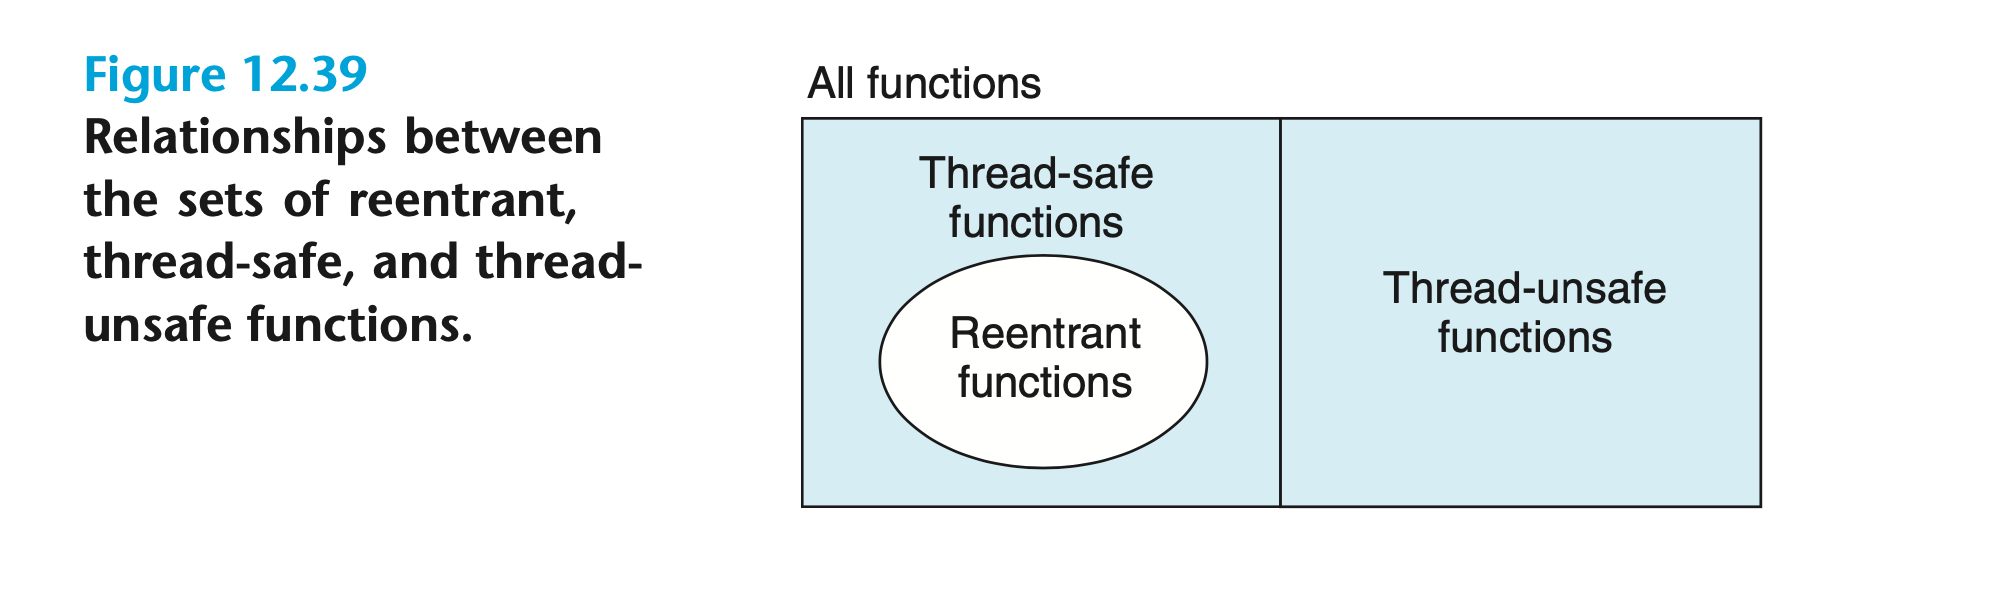 Figure 12.39
Relationships between
the sets of reentrant,
thread-safe, and thread-
unsafe functions.
All functions
Thread-safe
functions
Reentrant
functions
Thread-unsafe
functions